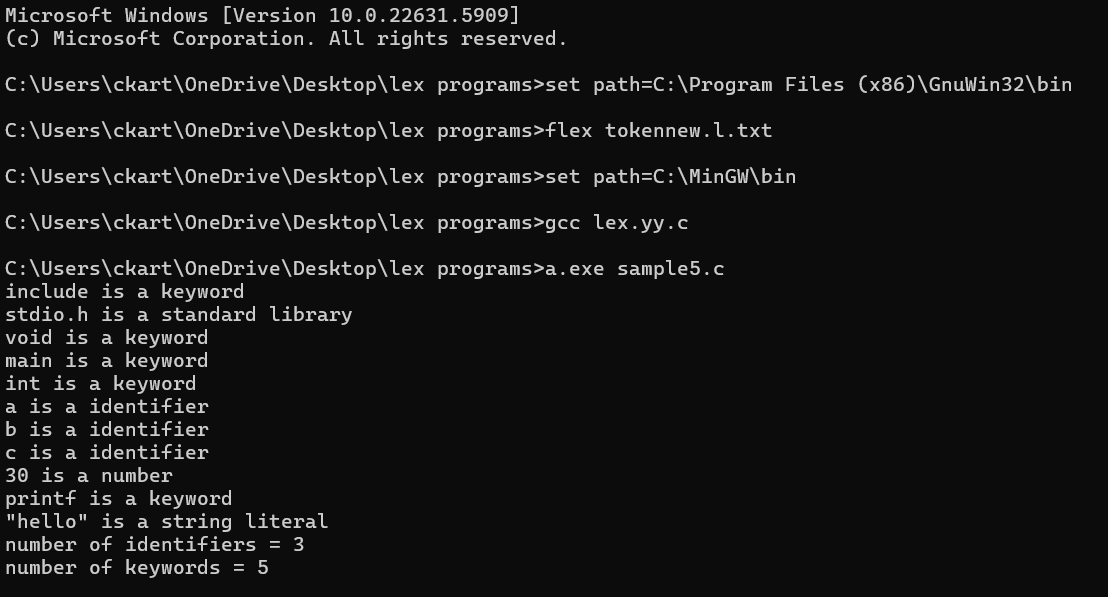 Microsoft Windows [Version 10.0.22631.5909]
(c) Microsoft Corporation. All rights reserved.
C:\Users\ckart\OneDrive\Desktop\lex programs>set path=C:\Program Files (x86)\GnuWin32\bin
C:\Users\ckart\OneDrive\Desktop\lex programs>flex tokennew.l.txt
C:\Users\ckart\OneDrive\Desktop\lex programs>set path=C:\MinGW\bin
C:\Users\ckart\OneDrive\Desktop\lex programs>gcc lex.yy.c
C:\Users\ckart\OneDrive\Desktop\lex programs>a.exe sample5.c
include is a keyword
stdio.h is a standard library
void is a keyword
main is a keyword
int is a keyword
a is a identifier
b is a identifier
c is a identifier
30 is a number
printf is a keyword
"hello" is a string literal
number of identifiers = 3
number of keywords = 5